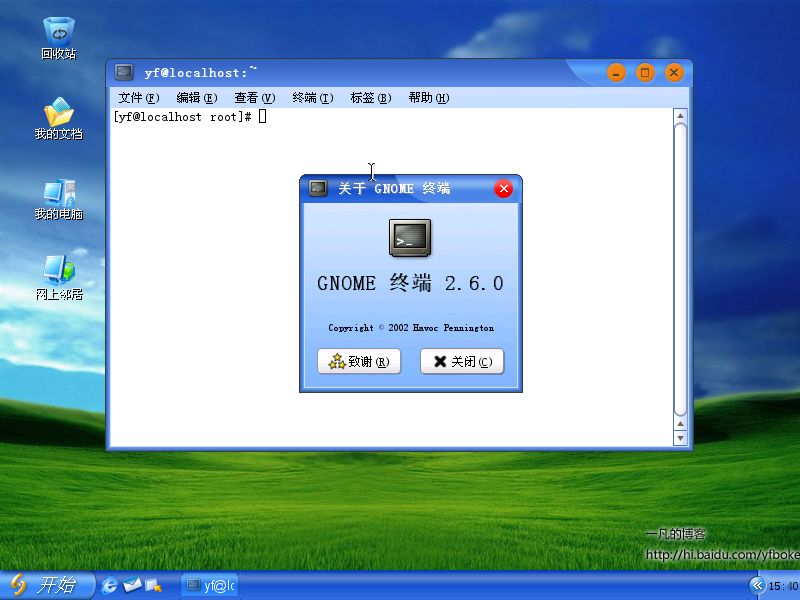 回收站
我的文档
我的电脑
网上邻居
yf@localhost:~
文件(F) 编辑(E) 查看(V) 终端(T) 标签(B) 帮助(H)
[yf@localhost root]#
关于 GNOME 终端
>_
GNOME 终端 2.6.0
Copyright © 2002 Havoc Pennington
致谢(R) 关闭(C)
一凡的博客
http://hi.baidu.com/yfboke
开始 yf@lo 15:40